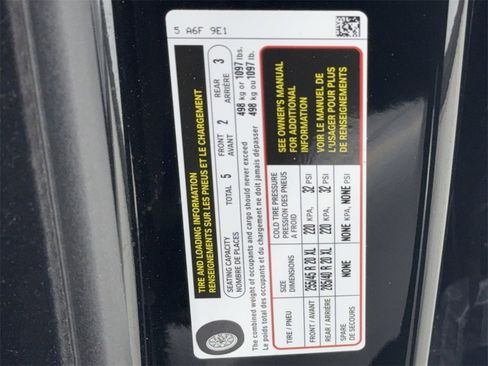 5 A6F 9E1
TIRE AND LOADING INFORMATION
RENSEIGNEMENTS SUR LES PNEUS ET LE CHARGEMENT
SEATING CAPACITY TOTAL 5 FRONT 2 REAR 3
NOMBRE DE PLACES AVANT ARRIÈRE
The combined weight of occupants and cargo should never exceed 498 kg or 1097 lbs.
Le poids total des occupants et du chargement ne doit jamais dépasser 498 kg ou 1097 lb.
TIRE / PNEU SIZE COLD TIRE PRESSURE
DIMENSIONS PRESSION DES PNEUS
À FROID
FRONT / AVANT 255/45 R 20 XL 220 KPA, 32 PSI
REAR / ARRIÈRE 285/40 R 20 XL 220 KPA, 32 PSI
SPARE NONE NONE KPA, NONE PSI
DE SECOURS
SEE OWNER'S MANUAL
FOR ADDITIONAL
INFORMATION
VOIR LE MANUEL DE
L'USAGER POUR PLUS
DE RENSEIGNEMENTS